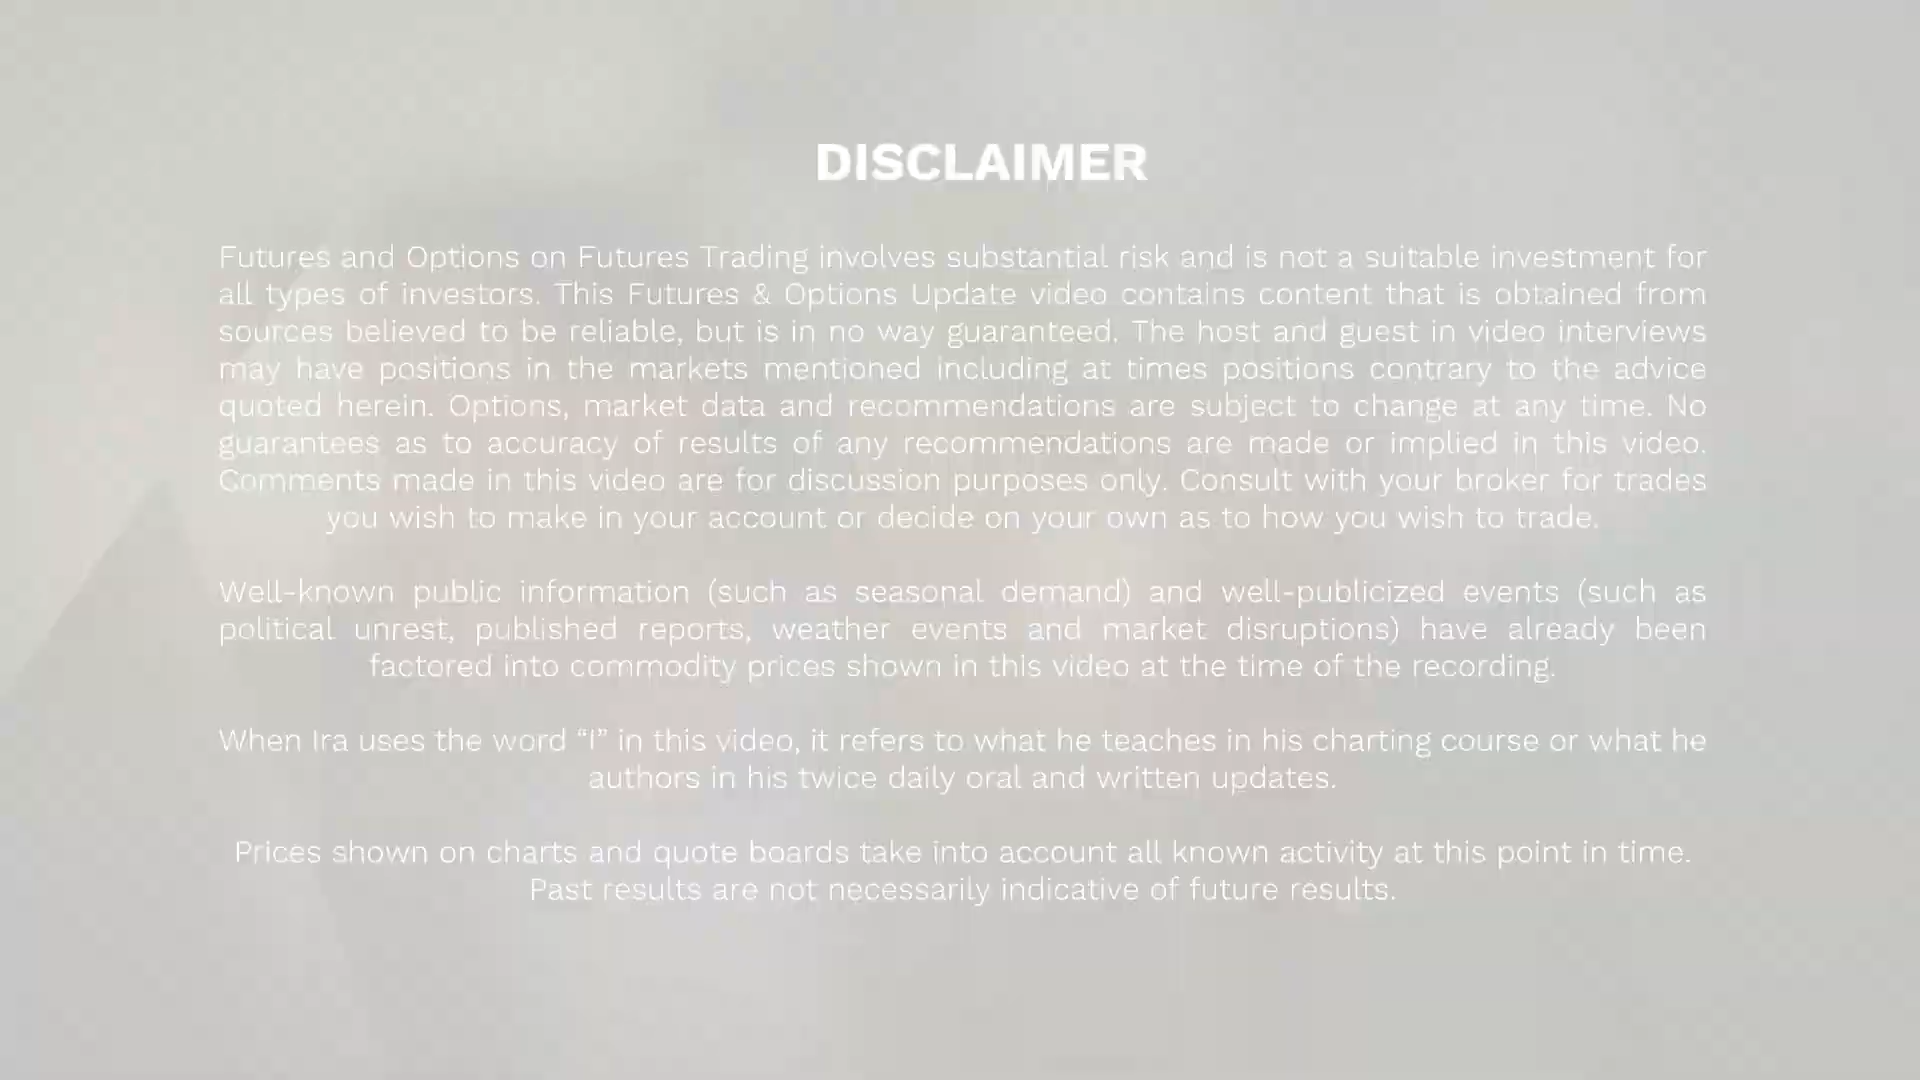 DISCLAIMER
Futures and Options on Futures Trading involves substantial risk and is not a suitable investment for
all types of investors. This Futures & Options Update video contains content that is obtained from
sources believed to be reliable, but is in no way guaranteed. The host and guest in video interviews
may have positions in the markets mentioned including at times positions contrary to the advice
quoted herein. Options, market data and recommendations are subject to change at any time. No
guarantees as to accuracy of results of any recommendations are made or implied in this video.
Comments made in this video are for discussion purposes only. Consult with your broker for trades
you wish to make in your account or decide on your own as to how you wish to trade.
Well-known public information (such as seasonal demand) and well-publicized events (such as
political unrest, published reports, weather events and market disruptions) have already been
factored into commodity prices shown in this video at the time of the recording.
When Ira uses the word “I” in this video, it refers to what he teaches in his charting course or what he
authors in his twice daily oral and written updates.
Prices shown on charts and quote boards take into account all known activity at this point in time.
Past results are not necessarily indicative of future results.